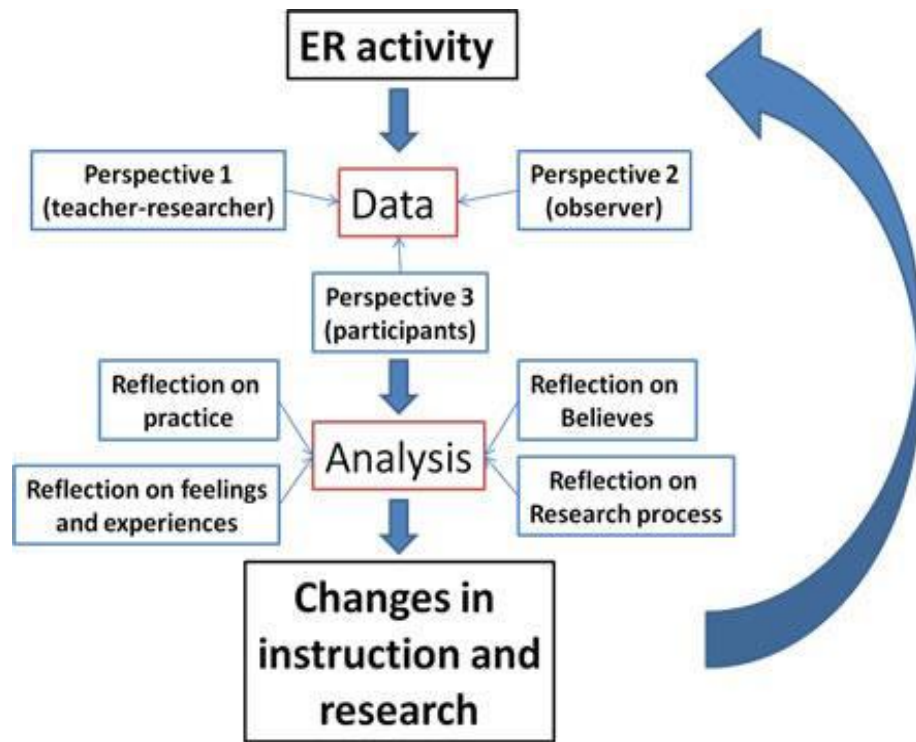 ER activity
Perspective 1
(teacher-researcher)
Data
Perspective 2
(observer)
Perspective 3
(participants)
Reflection on
practice
Reflection on
Believes
Analysis
Reflection on feelings
and experiences
Reflection on
Research process
Changes in
instruction and
research